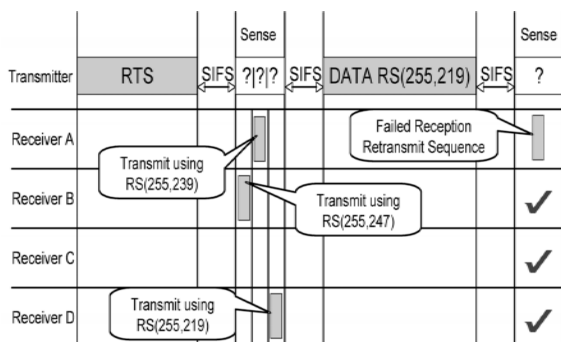 Sense
Sense
Transmitter
RTS
SIFS
?|?|?
SIFS
DATA RS(255,219)
SIFS
?
Receiver A
Failed Reception
Retransmit Sequence
Transmit using
RS(255,239)
Receiver B
Transmit using
RS(255,247)
Receiver C
Receiver D
Transmit using
RS(255,219)